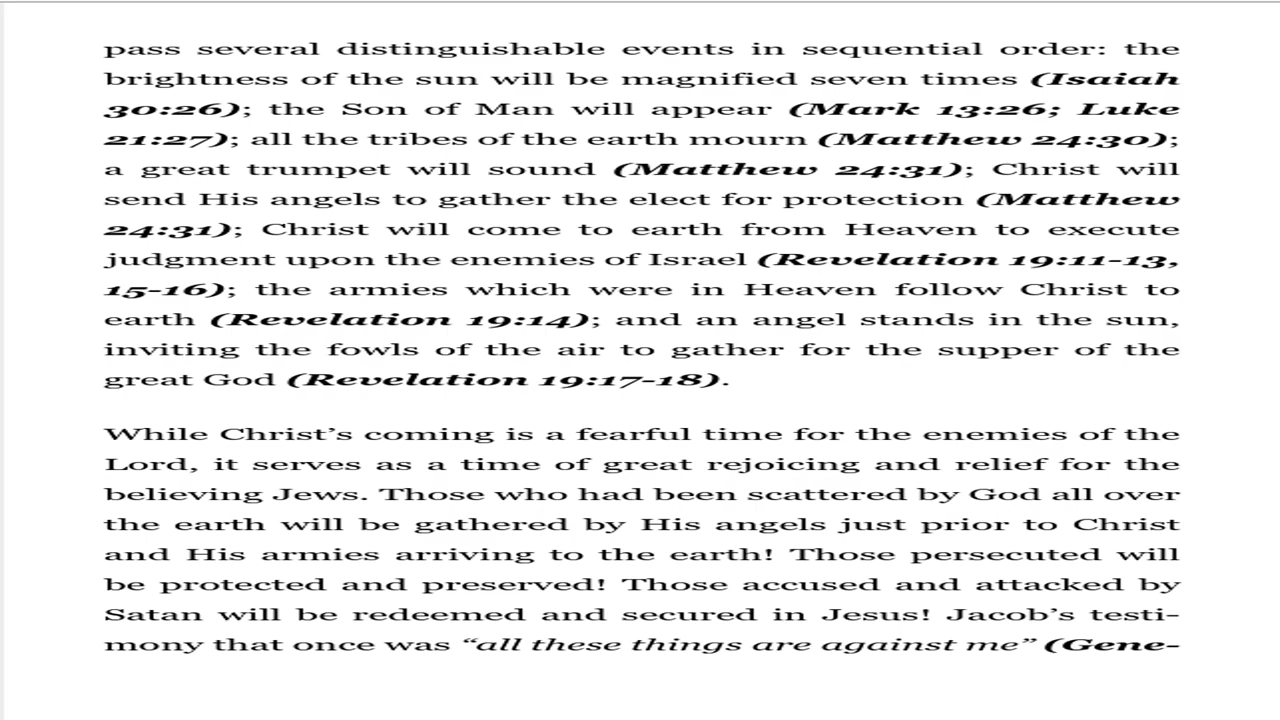 pass several distinguishable events in sequential order: the
brightness of the sun will be magnified seven times (Isaiah
30:26); the Son of Man will appear (Mark 13:26; Luke
21:27); all the tribes of the earth mourn (Matthew 24:30);
a great trumpet will sound (Matthew 24:31); Christ will
send His angels to gather the elect for protection (Matthew
24:31); Christ will come to earth from Heaven to execute
judgment upon the enemies of Israel (Revelation 19:11-13,
15-16); the armies which were in Heaven follow Christ to
earth (Revelation 19:14); and an angel stands in the sun,
inviting the fowls of the air to gather for the supper of the
great God (Revelation 19:17-18).
While Christ’s coming is a fearful time for the enemies of the
Lord, it serves as a time of great rejoicing and relief for the
believing Jews. Those who had been scattered by God all over
the earth will be gathered by His angels just prior to Christ
and His armies arriving to the earth! Those persecuted will
be protected and preserved! Those accused and attacked by
Satan will be redeemed and secured in Jesus! Jacob’s testi-
mony that once was “all these things are against me” (Gene-